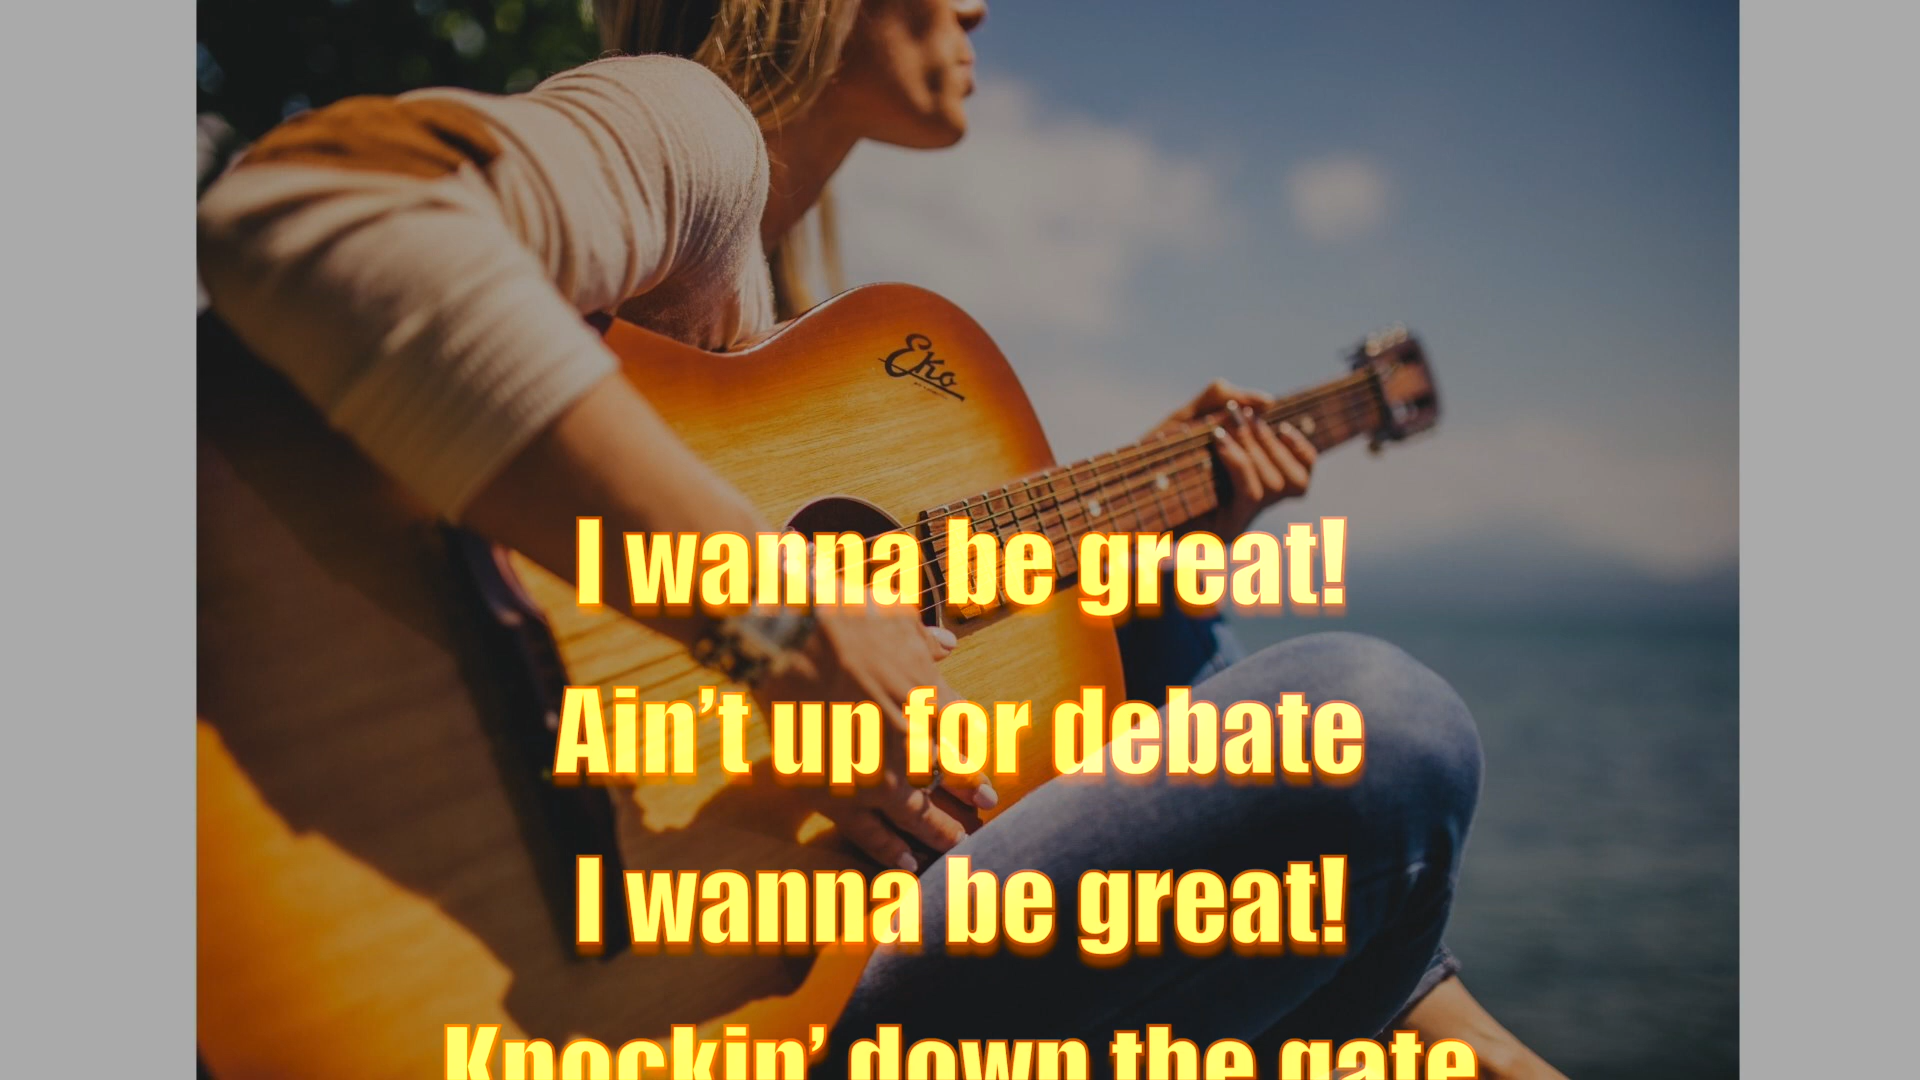 Eko
I wanna be great!
Ain’t up for debate
I wanna be great!
Knockin’ down the gate